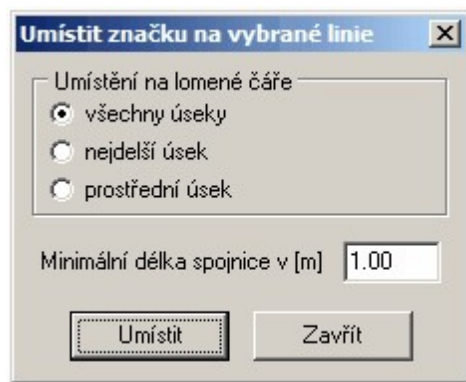 Umístit značku na vybrané linie
Umístění na lomené čáře
všechny úseky
nejdelší úsek
prostřední úsek
Minimální délka spojnice v [m] 1.00
Umístit Zavřít